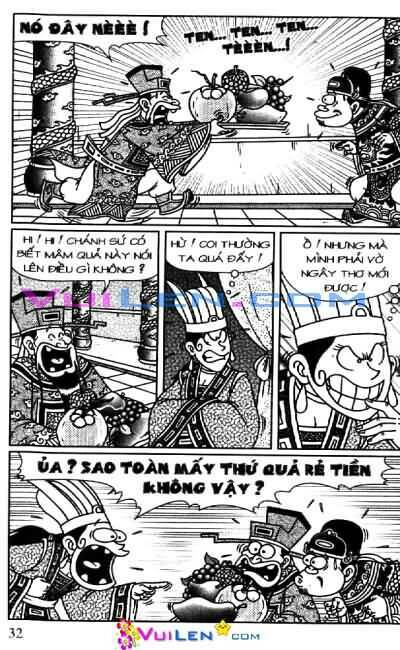 NÓ ĐÂY NÈÈÈ !
TEN... TEN... TEN...
TÈÈÈN...!
HI ! HI ! CHÁNH SỨ CÓ
BIẾT MÂM QUẢ NÀY NÓI
LÊN ĐIỀU GÌ KHÔNG ?
HỪ ! COI THƯỜNG
TA QUÁ ĐẤY !
Ồ ! NHƯNG MÀ
MÌNH PHẢI VỜ
NGÂY THƠ MỚI
ĐƯỢC !
VUILEN.COM
ỦA ? SAO TOÀN MẤY THỨ QUẢ RẺ TIỀN
KHÔNG VẬY ?
32
VUILEN.COM